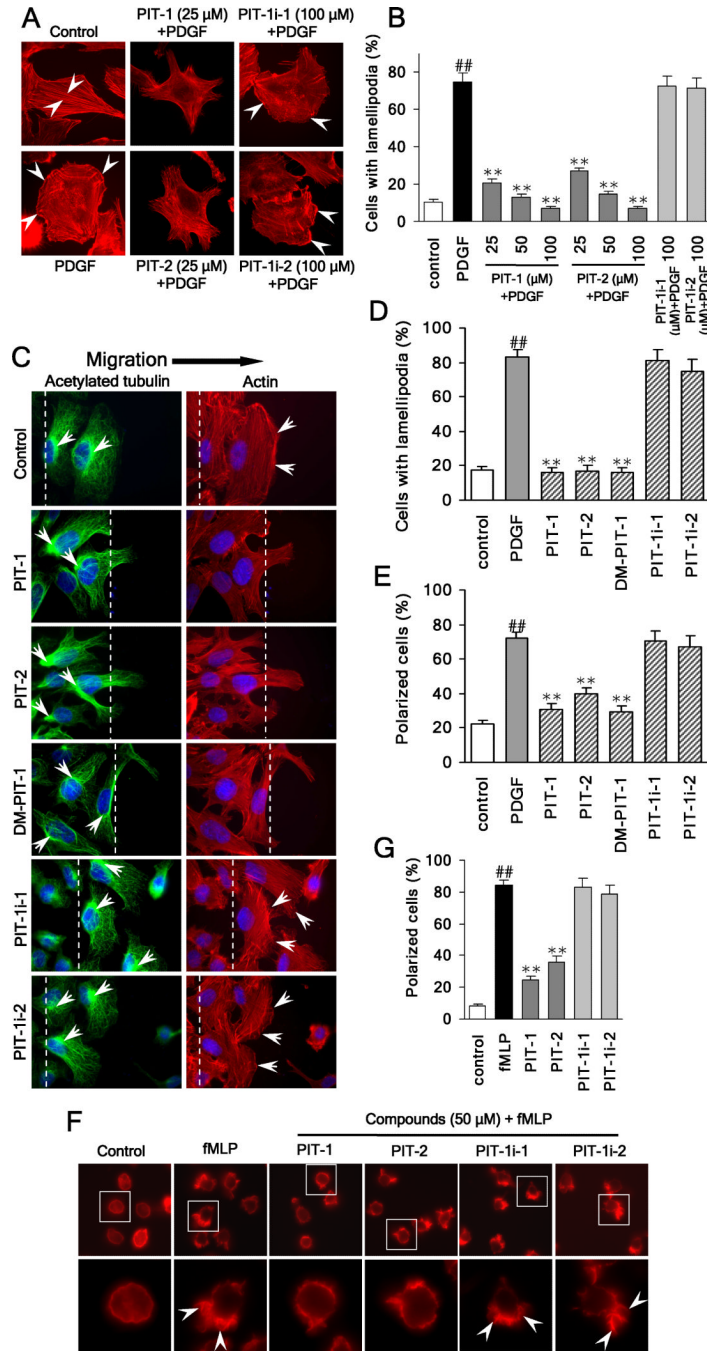 A
Control
PIT-1 (25 µM)
+PDGF
PIT-1i-1 (100 µM)
+PDGF
PDGF
PIT-2 (25 µM)
+PDGF
PIT-1i-2 (100 µM)
+PDGF
B
Cells with lamellipodia (%)
80
60
40
20
0
##
**
**
**
**
**
**
control
PDGF
25
50
100
25
50
100
100
100
PIT-1 (µM)
+PDGF
PIT-2 (µM)
+PDGF
PIT-1i-1
(µM)+PDGF
PIT-1i-2
(µM)+PDGF
C
Migration
Acetylated tubulin
Actin
Control
PIT-1
PIT-2
DM-PIT-1
PIT-1i-1
PIT-1i-2
D
Cells with lamellipodia (%)
100
80
60
40
20
0
##
**
**
**
control
PDGF
PIT-1
PIT-2
DM-PIT-1
PIT-1i-1
PIT-1i-2
E
Polarized cells (%)
100
80
60
40
20
0
##
**
**
**
control
PDGF
PIT-1
PIT-2
DM-PIT-1
PIT-1i-1
PIT-1i-2
G
Polarized cells (%)
100
80
60
40
20
0
##
**
**
control
fMLP
PIT-1
PIT-2
PIT-1i-1
PIT-1i-2
F
Compounds (50 µM) + fMLP
Control
fMLP
PIT-1
PIT-2
PIT-1i-1
PIT-1i-2